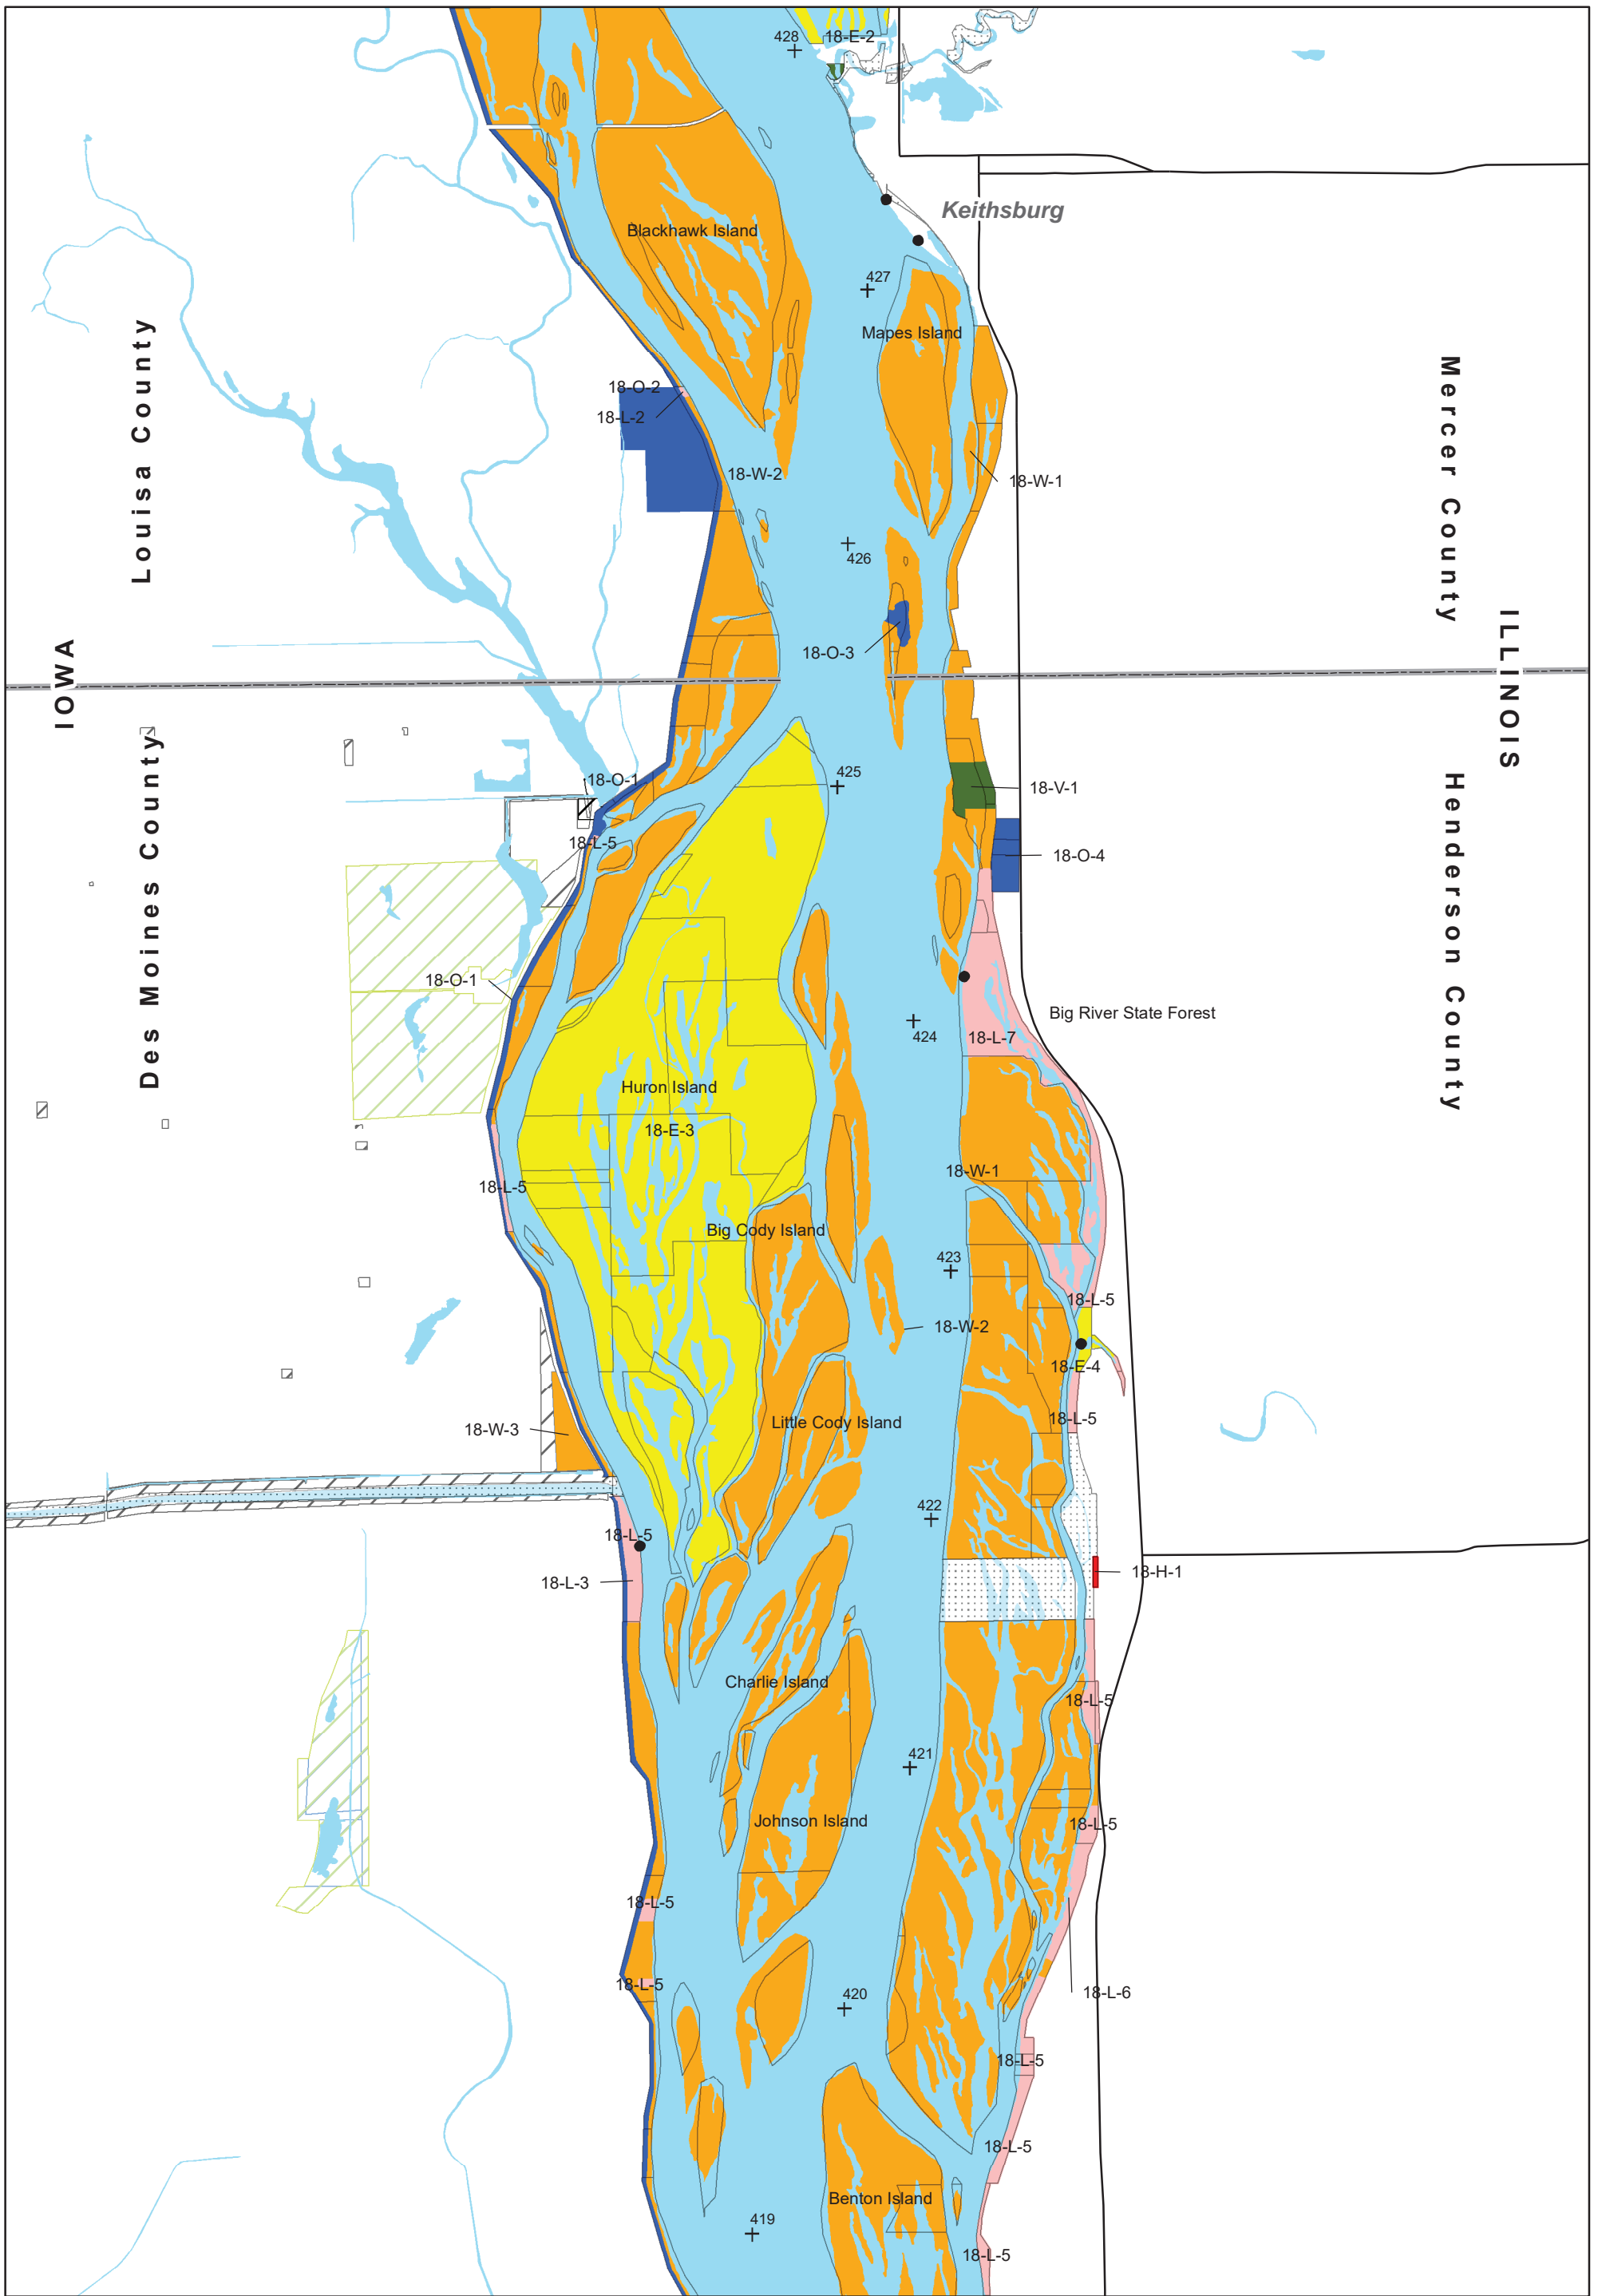 428
18-E-2
Keithsburg
Blackhawk Island
427
Mapes Island
Louisa County
Mercer County
18-O-2
18-L-2
18-W-2
18-W-1
426
18-O-3
IOWA
ILLINOIS
Des Moines County
Henderson County
18-O-1
425
18-V-1
18-L-5
18-O-4
18-O-1
Big River State Forest
424
18-L-7
Huron Island
18-E-3
18-W-1
18-L-5
Big Cody Island
423
18-L-5
18-W-2
18-E-4
18-L-5
Little Cody Island
18-W-3
422
18-L-5
18-H-1
18-L-3
Charlie Island
18-L-5
421
Johnson Island
18-L-5
18-L-5
18-L-5
18-L-6
420
18-L-5
18-L-5
Benton Island
419
18-L-5